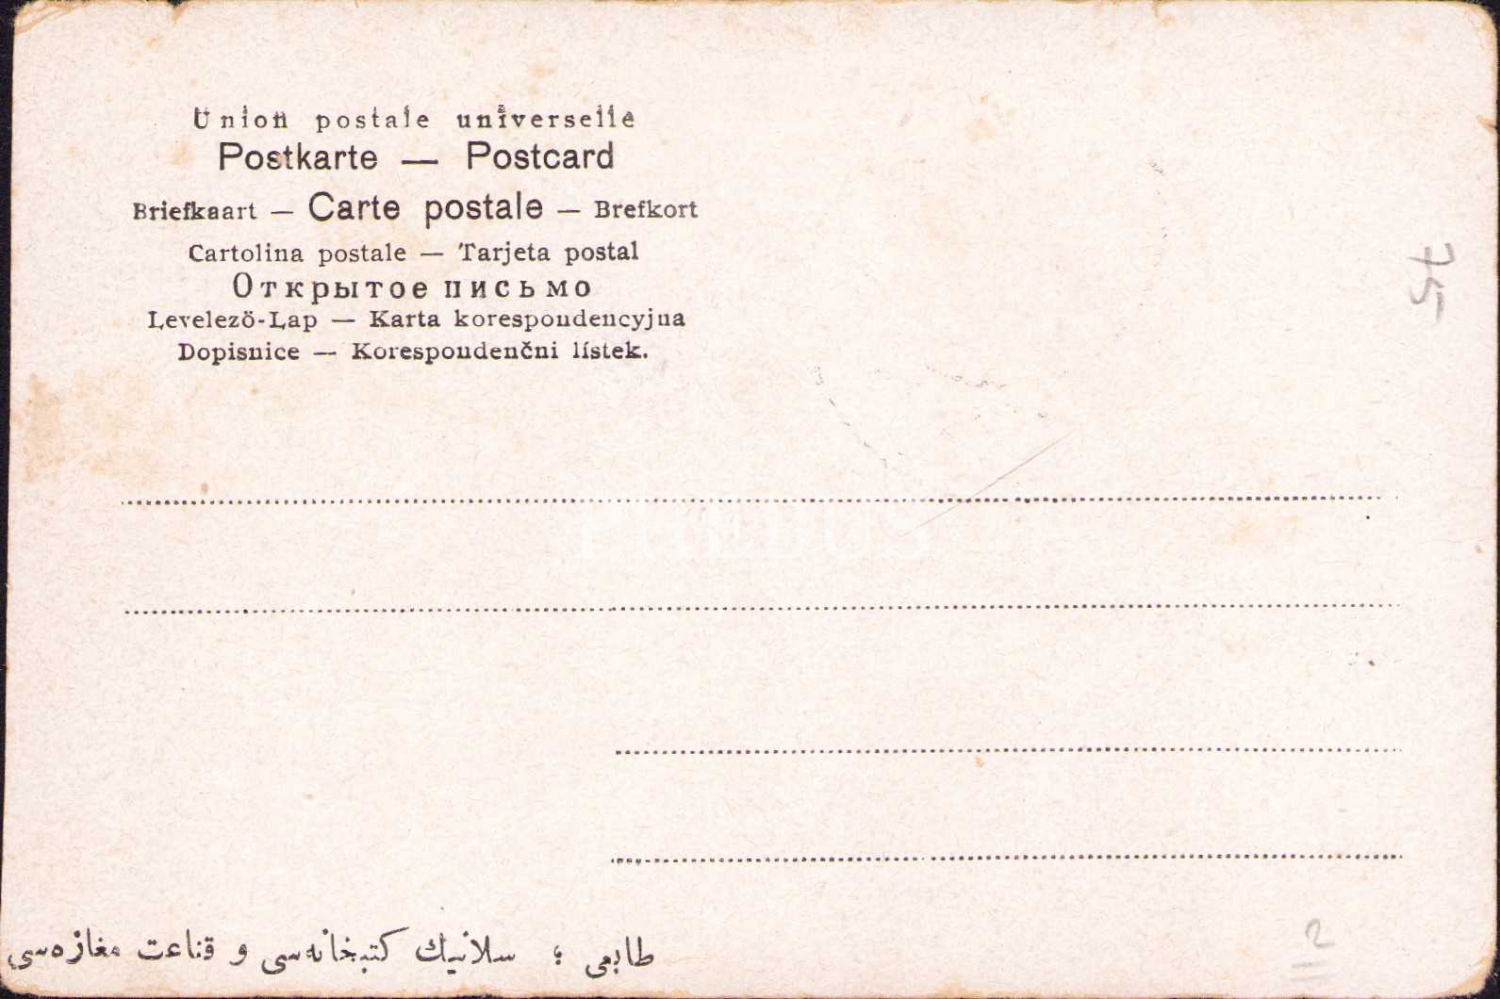 Union postale universelle
Postkarte — Postcard
Briefkaart — Carte postale — Brefkort
Cartolina postale — Tarjeta postal
Открытое письмо
Levelezö-Lap — Karta korespondencyjna
Dopisnice — Korespondenčni lístek.
PHEBUS
طابعی ؛ سلانیك كتبخانه‌سی و قناعت مغازه‌سی